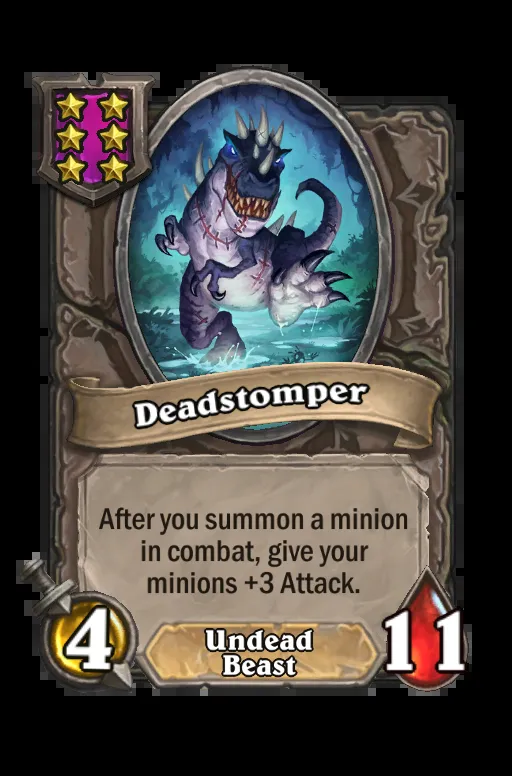 Deadstomper
After you summon a minion
in combat, give your
minions +3 Attack.
4
Undead
Beast
11